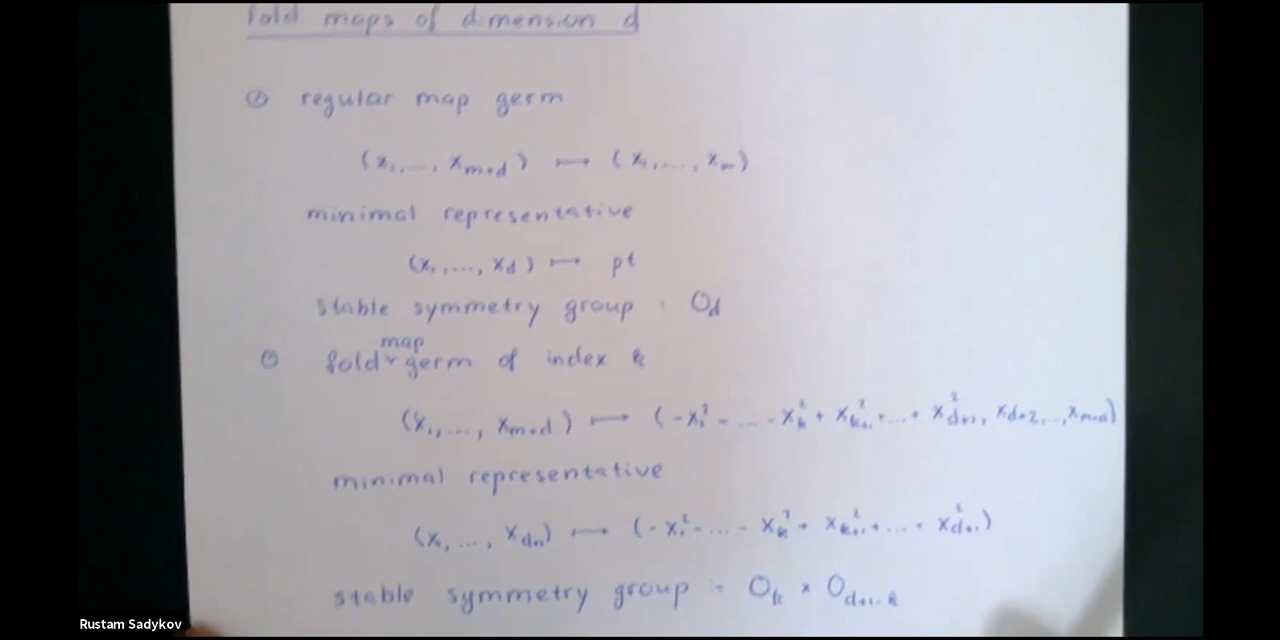 fold maps of dimension d
regular map germ
(x₁, ..., x_{m+d}) ⟼ (x₁, ..., x_m)
minimal representative
(x₁, ..., x_d) ⟼ pt
stable symmetry group : O_d
fold map germ of index k
(x₁, ..., x_{m+d}) ⟼ (-x₁² - ... - x_k² + x_{k+1}² + ... + x_{d+1}², x_{d+2}, .., x_{m+d})
minimal representative
(x₁, ..., x_{d+1}) ⟼ (-x₁² - ... - x_k² + x_{k+1}² + ... + x_{d+1}²)
stable symmetry group : O_k × O_{d+1-k}
Rustam Sadykov